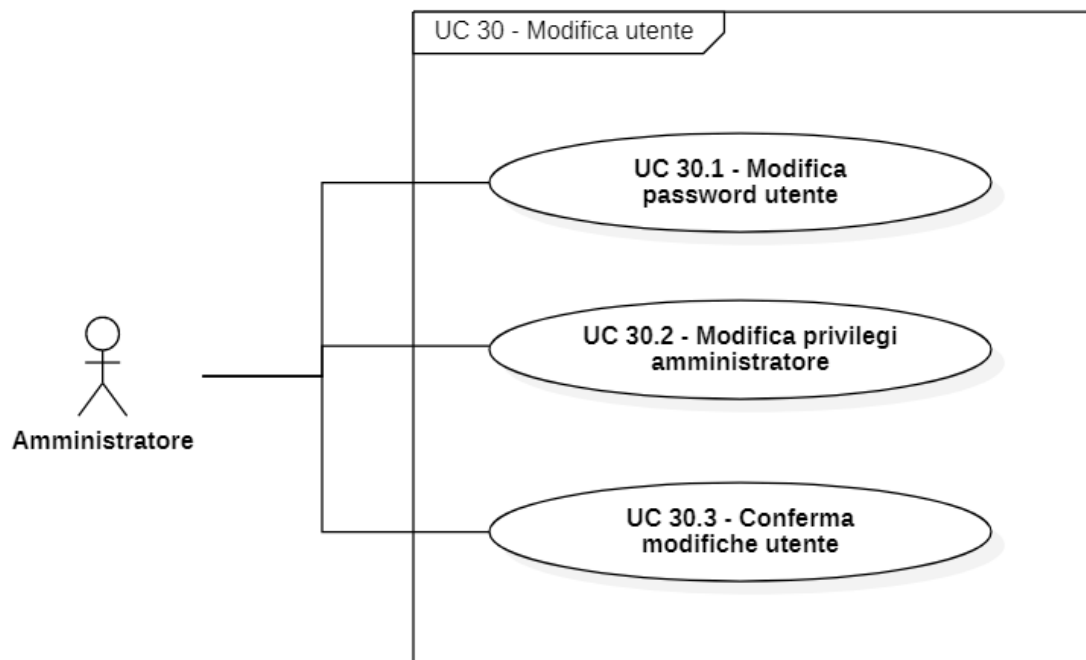 UC 30 - Modifica utente
UC 30.1 - Modifica
password utente
UC 30.2 - Modifica privilegi
amministratore
Amministratore
UC 30.3 - Conferma
modifiche utente